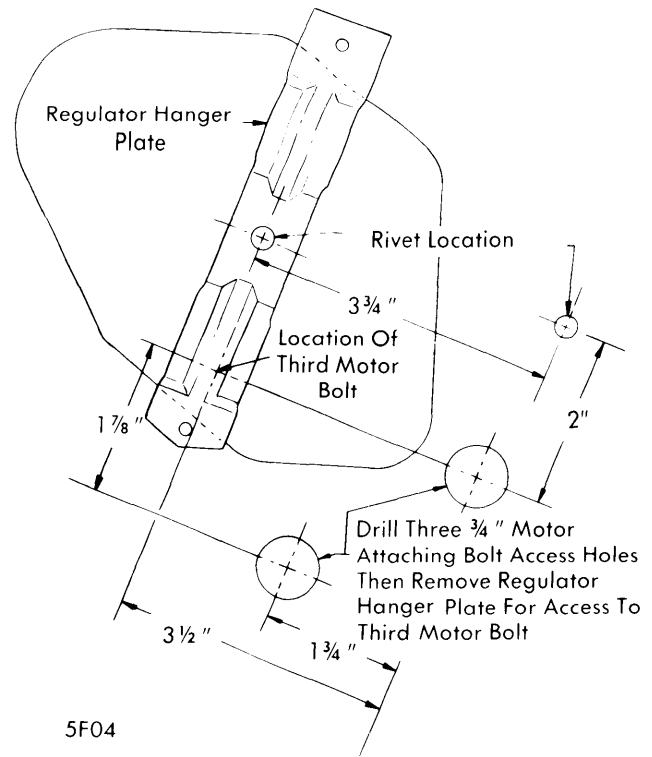 Regulator Hanger
Plate
Rivet Location
3 3/4 "
Location Of
Third Motor
Bolt
1 7/8 "
2"
Drill Three 3/4 " Motor
Attaching Bolt Access Holes
Then Remove Regulator
Hanger Plate For Access To
Third Motor Bolt
3 1/2 "
1 3/4 "
5F04